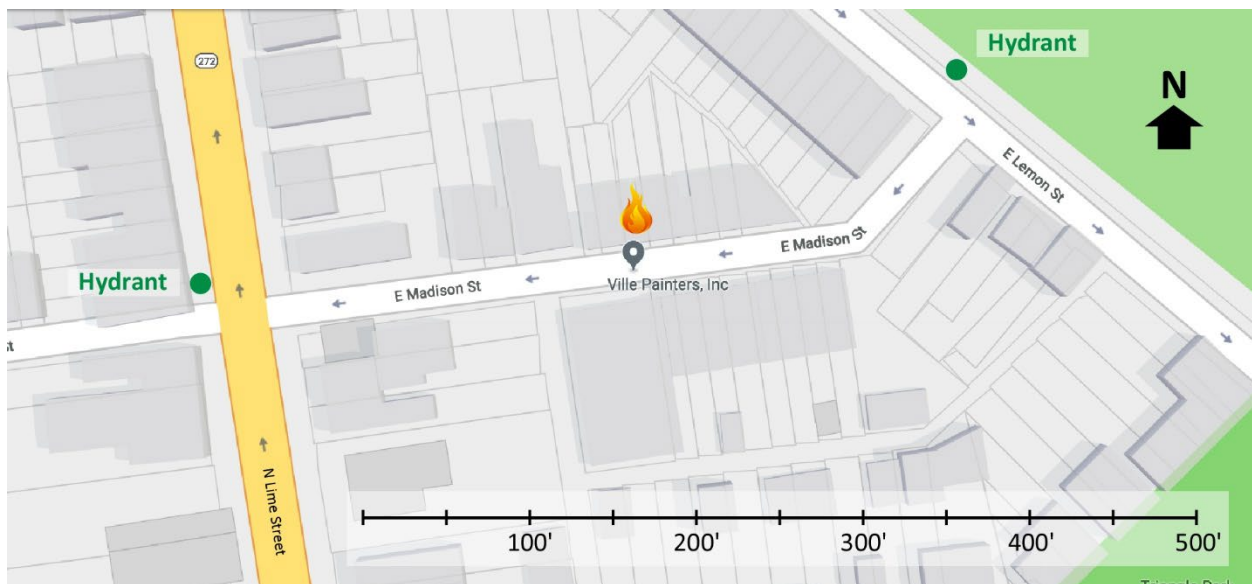 272
Hydrant
N
E Lemon St
E Madison St
Hydrant
E Madison St
Ville Painters, Inc
st
N Lime Street
100'
200'
300'
400'
500'